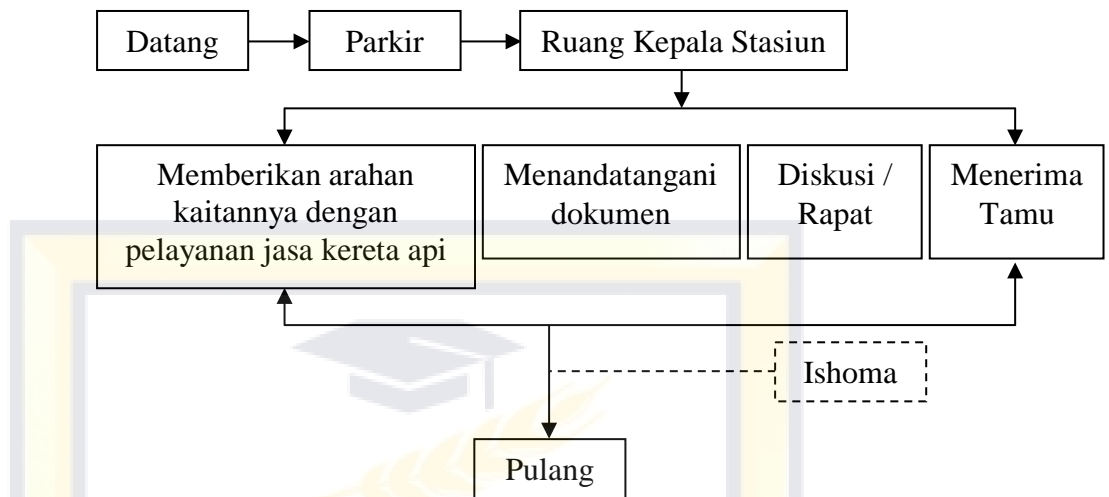 Datang
Parkir
Ruang Kepala Stasiun
Memberikan arahan
kaitannya dengan
pelayanan jasa kereta api
Menandatangani
dokumen
Diskusi /
Rapat
Menerima
Tamu
Ishoma
Pulang